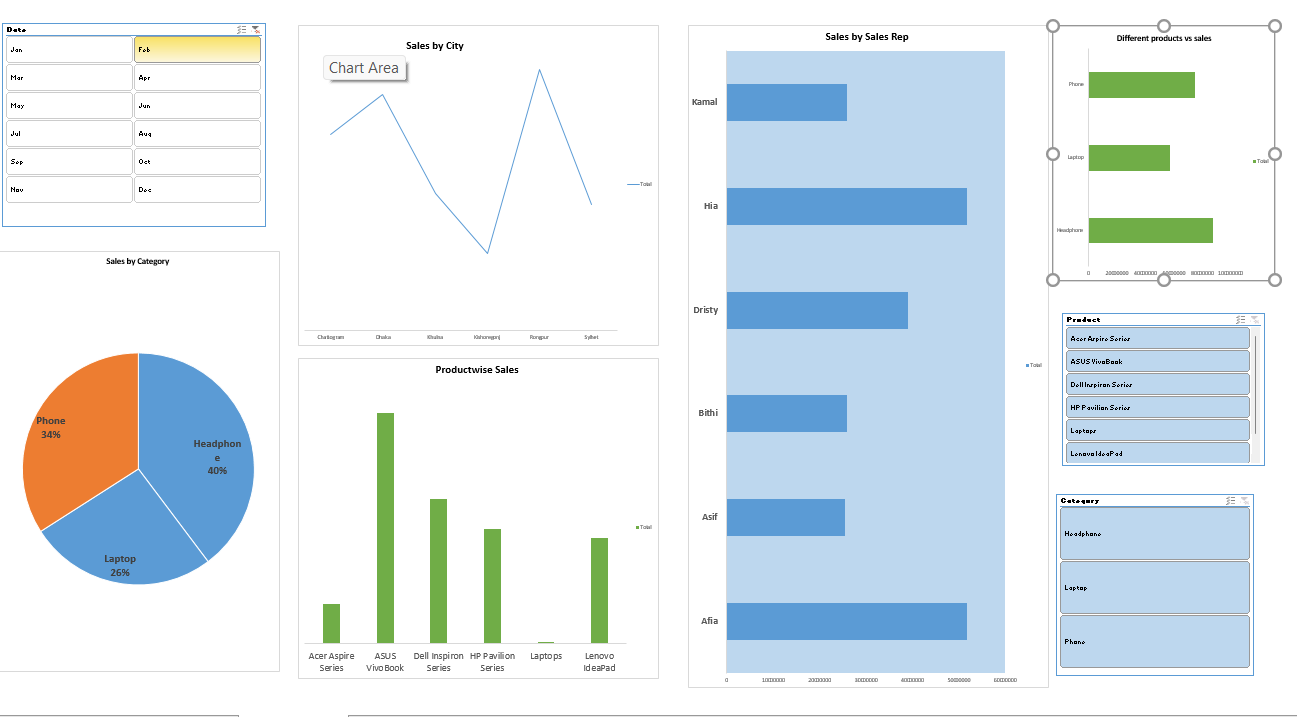 Date
Jan
Feb
Mar
Apr
May
Jun
Jul
Aug
Sep
Oct
Nov
Dec
Sales by Category
Phone
34%
Headphon
e
40%
Laptop
26%
Sales by City
Chart Area
Total
Chattogram
Dhaka
Khulna
Kishoregonj
Rongpur
Sylhet
Productwise Sales
Total
Acer Aspire
Series
ASUS
VivoBook
Dell Inspiron
Series
HP Pavilion
Series
Laptops
Lenovo
IdeaPad
Sales by Sales Rep
Kamal
Hia
Dristy
Bithi
Asif
Afia
Total
0
10000000
20000000
30000000
40000000
50000000
60000000
Different products vs sales
Phone
Laptop
Headphone
Total
0
20000000
40000000
60000000
80000000
100000000
Product
Acer Aspire Series
ASUS VivoBook
Dell Inspiron Series
HP Pavilion Series
Laptops
Lenovo IdeaPad
Category
Headphone
Laptop
Phone